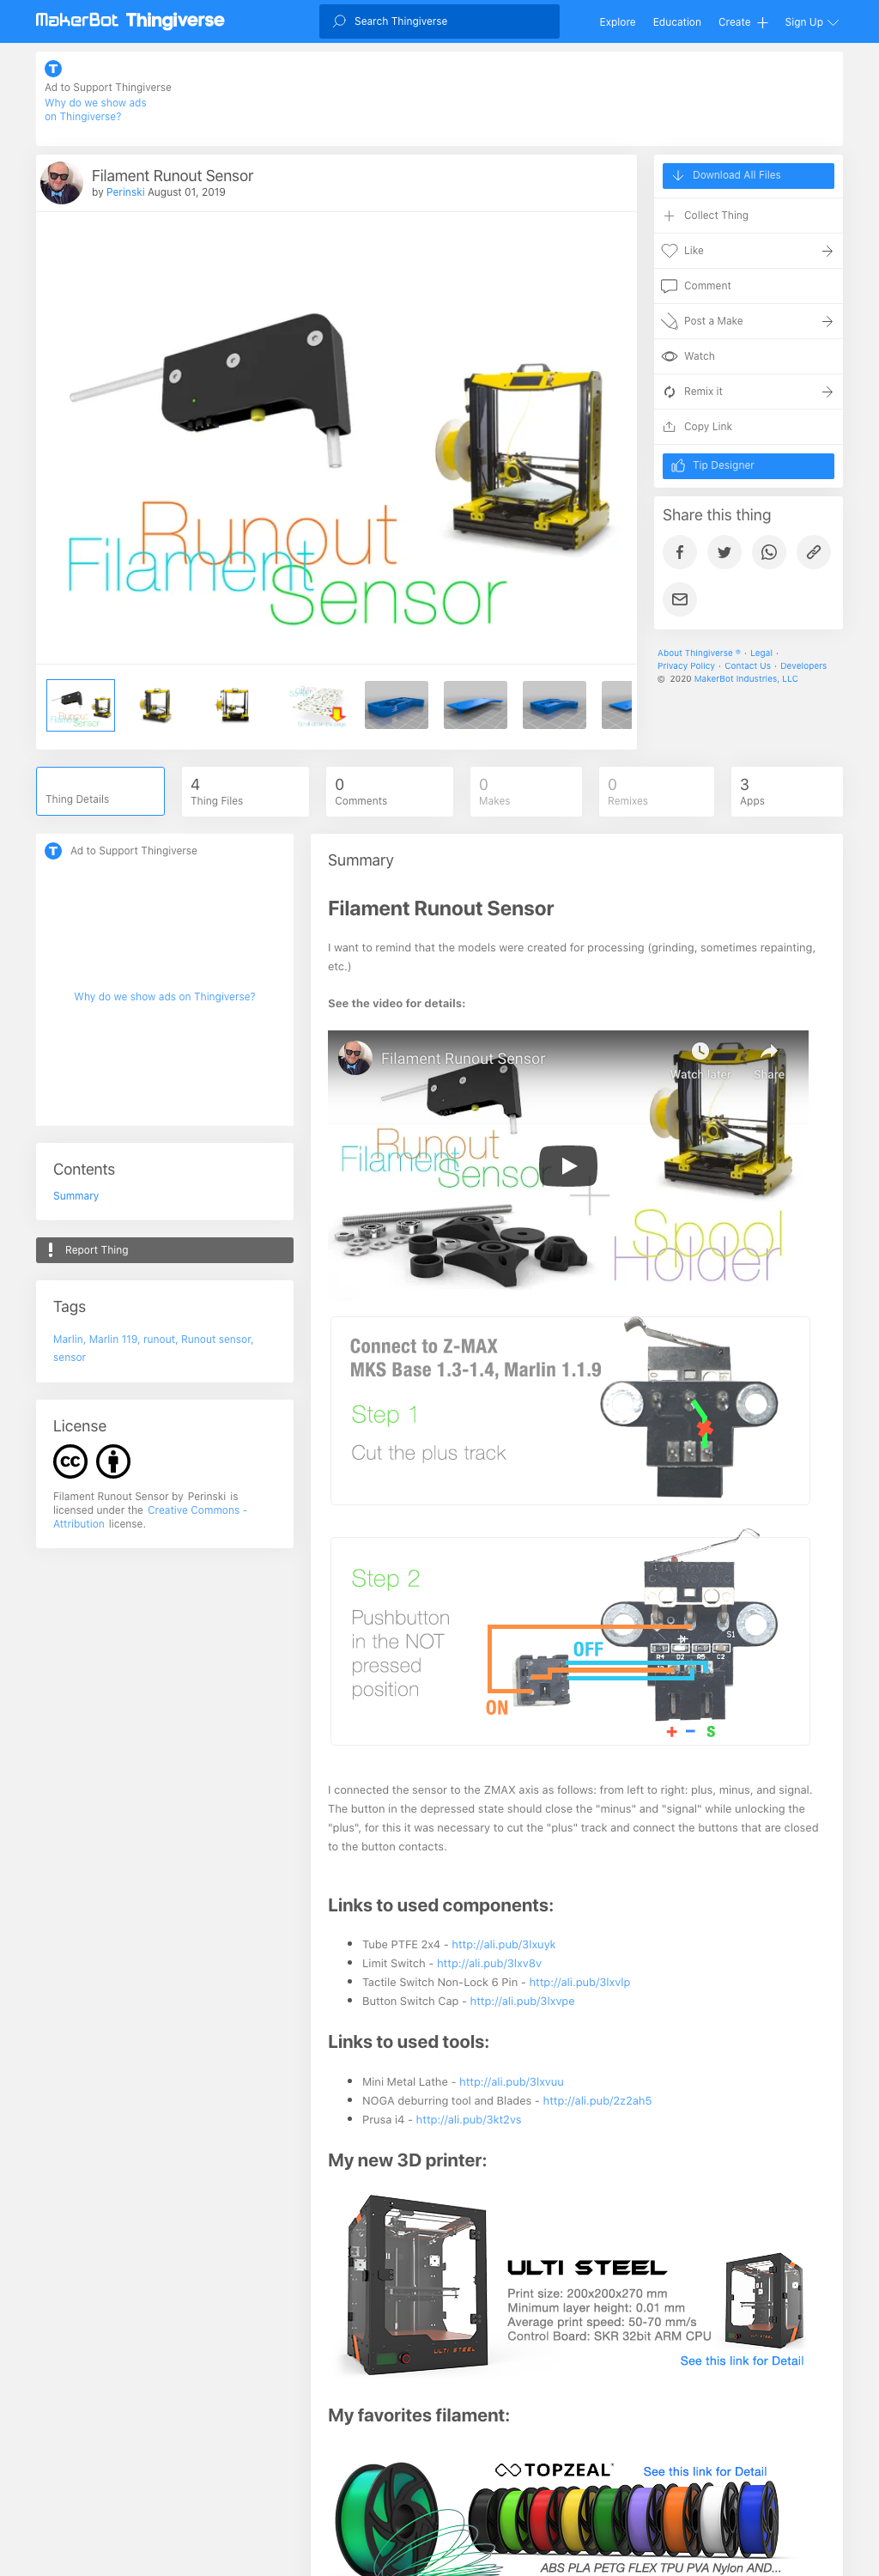 MakerBot Thingiverse
Search Thingiverse
Explore
Education
Create
Sign Up
Ad to Support Thingiverse
Why do we show ads
on Thingiverse?
Filament Runout Sensor
by Perinski August 01, 2019
Runout
Filament
Sensor
Download All Files
Collect Thing
Like
Comment
Post a Make
Watch
Remix it
Copy Link
Tip Designer
Share this thing
About Thingiverse ® · Legal ·
Privacy Policy · Contact Us · Developers
© 2020 MakerBot Industries, LLC
Thing Details
4
Thing Files
0
Comments
0
Makes
0
Remixes
3
Apps
Ad to Support Thingiverse
Why do we show ads on Thingiverse?
Contents
Summary
Report Thing
Tags
Marlin, Marlin 119, runout, Runout sensor,
sensor
License
Filament Runout Sensor by Perinski is
licensed under the Creative Commons -
Attribution license.
Summary
Filament Runout Sensor
I want to remind that the models were created for processing (grinding, sometimes repainting,
etc.)
See the video for details:
Filament Runout Sensor
Watch later
Share
Runout
Filament
Sensor
Spool
Holder
Connect to Z-MAX
MKS Base 1.3-1.4, Marlin 1.1.9
Step 1
Cut the plus track
Step 2
Pushbutton
in the NOT
pressed
position
OFF
ON
S1
R4 D2 R5 C2
+ - S
I connected the sensor to the ZMAX axis as follows: from left to right: plus, minus, and signal.
The button in the depressed state should close the "minus" and "signal" while unlocking the
"plus", for this it was necessary to cut the "plus" track and connect the buttons that are closed
to the button contacts.
Links to used components:
Tube PTFE 2x4 - http://ali.pub/3lxuyk
Limit Switch - http://ali.pub/3lxv8v
Tactile Switch Non-Lock 6 Pin - http://ali.pub/3lxvlp
Button Switch Cap - http://ali.pub/3lxvpe
Links to used tools:
Mini Metal Lathe - http://ali.pub/3lxvuu
NOGA deburring tool and Blades - http://ali.pub/2z2ah5
Prusa i4 - http://ali.pub/3kt2vs
My new 3D printer:
ULTI STEEL
ULTI STEEL
Print size: 200x200x270 mm
Minimum layer height: 0.01 mm
Average print speed: 50-70 mm/s
Control Board: SKR 32bit ARM CPU
See this link for Detail
My favorites filament:
TOPZEAL
See this link for Detail
ABS PLA PETG FLEX TPU PVA Nylon AND...